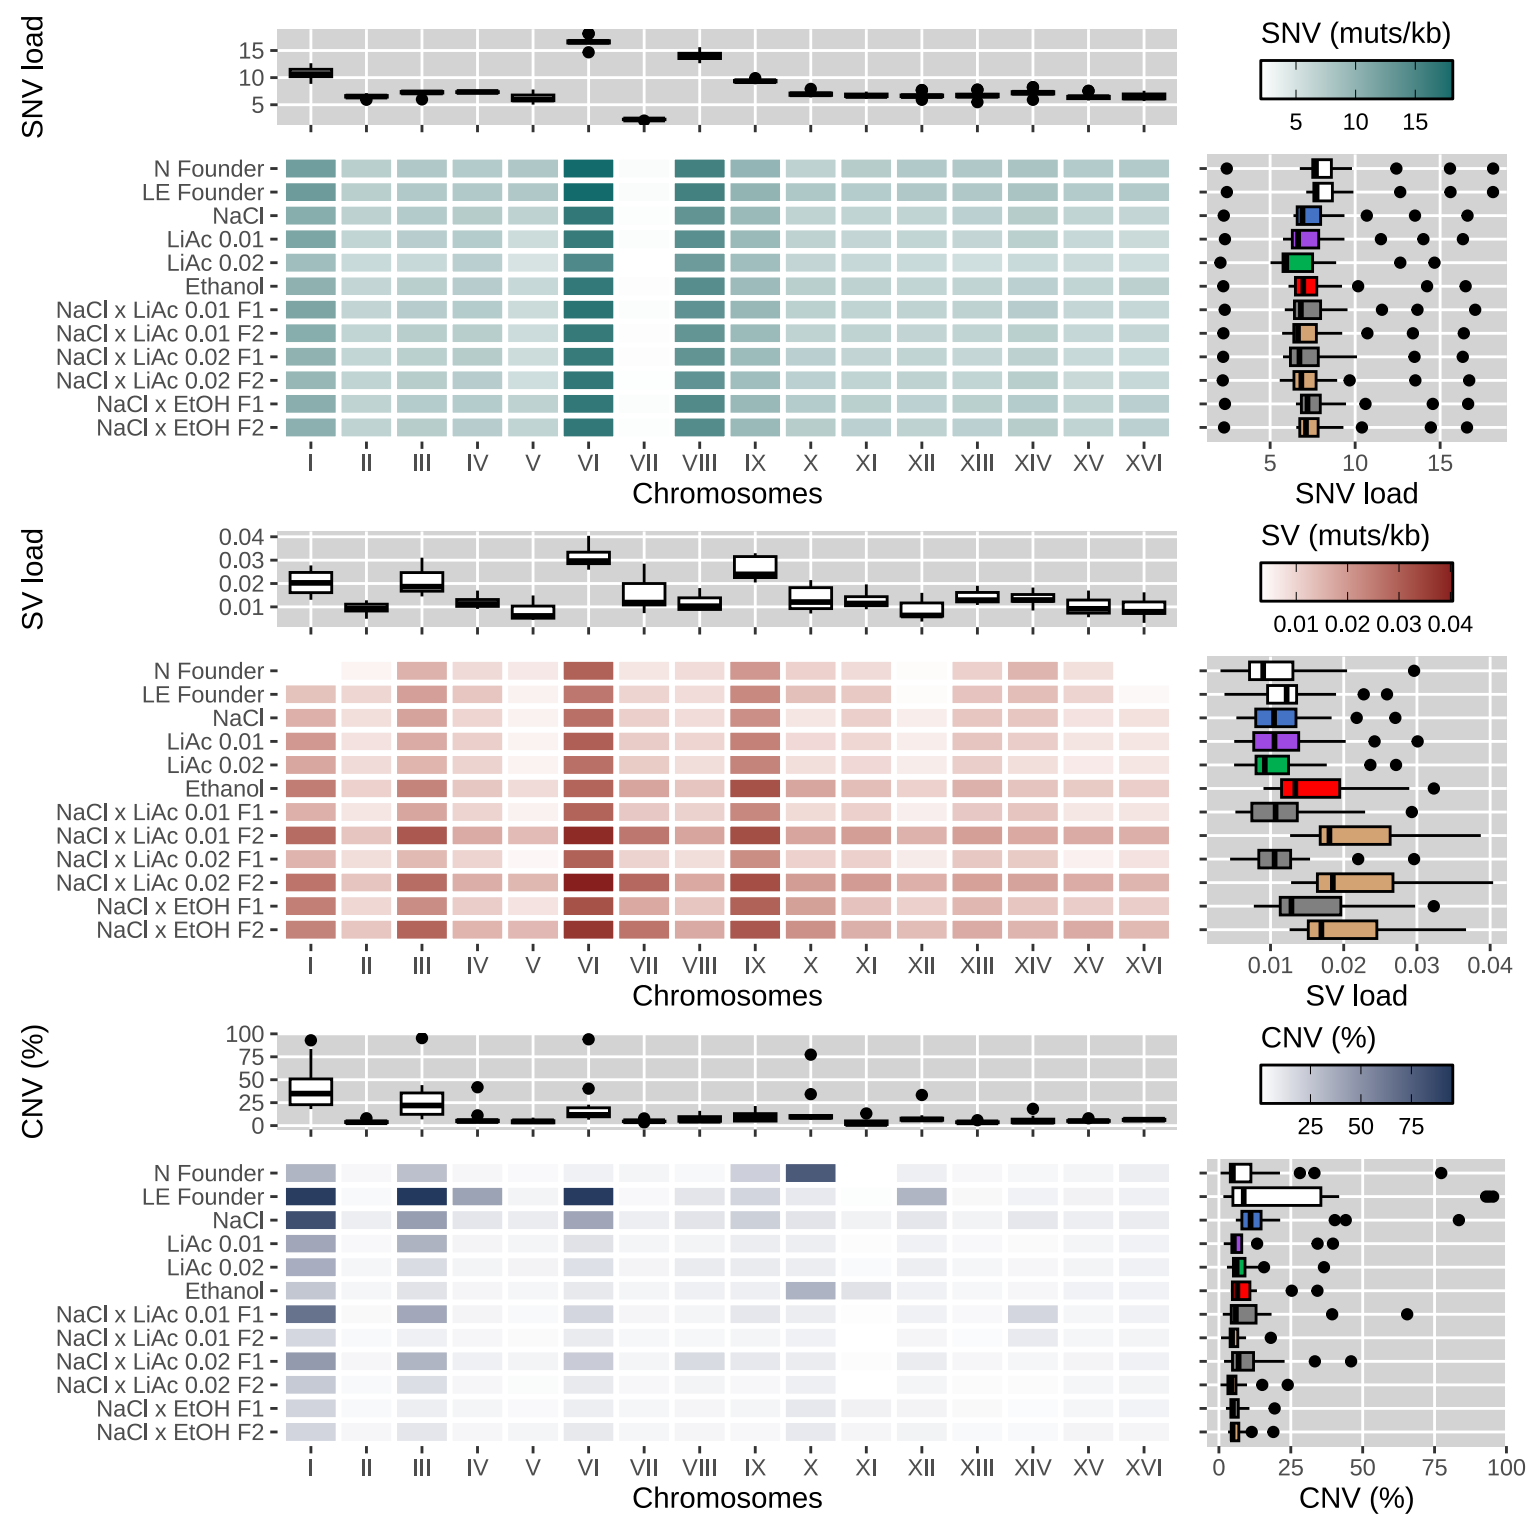 SNV load
15
10
5
SNV (muts/kb)
5 10 15
N Founder
LE Founder
NaCl
LiAc 0.01
LiAc 0.02
Ethanol
NaCl x LiAc 0.01 F1
NaCl x LiAc 0.01 F2
NaCl x LiAc 0.02 F1
NaCl x LiAc 0.02 F2
NaCl x EtOH F1
NaCl x EtOH F2
I II III IV V VI VII VIII IX X XI XII XIII XIV XV XVI
Chromosomes
5 10 15
SNV load
SV load
0.04
0.03
0.02
0.01
SV (muts/kb)
0.01 0.02 0.03 0.04
N Founder
LE Founder
NaCl
LiAc 0.01
LiAc 0.02
Ethanol
NaCl x LiAc 0.01 F1
NaCl x LiAc 0.01 F2
NaCl x LiAc 0.02 F1
NaCl x LiAc 0.02 F2
NaCl x EtOH F1
NaCl x EtOH F2
I II III IV V VI VII VIII IX X XI XII XIII XIV XV XVI
Chromosomes
0.01 0.02 0.03 0.04
SV load
CNV (%)
100
75
50
25
0
CNV (%)
25 50 75
N Founder
LE Founder
NaCl
LiAc 0.01
LiAc 0.02
Ethanol
NaCl x LiAc 0.01 F1
NaCl x LiAc 0.01 F2
NaCl x LiAc 0.02 F1
NaCl x LiAc 0.02 F2
NaCl x EtOH F1
NaCl x EtOH F2
I II III IV V VI VII VIII IX X XI XII XIII XIV XV XVI
Chromosomes
0 25 50 75 100
CNV (%)